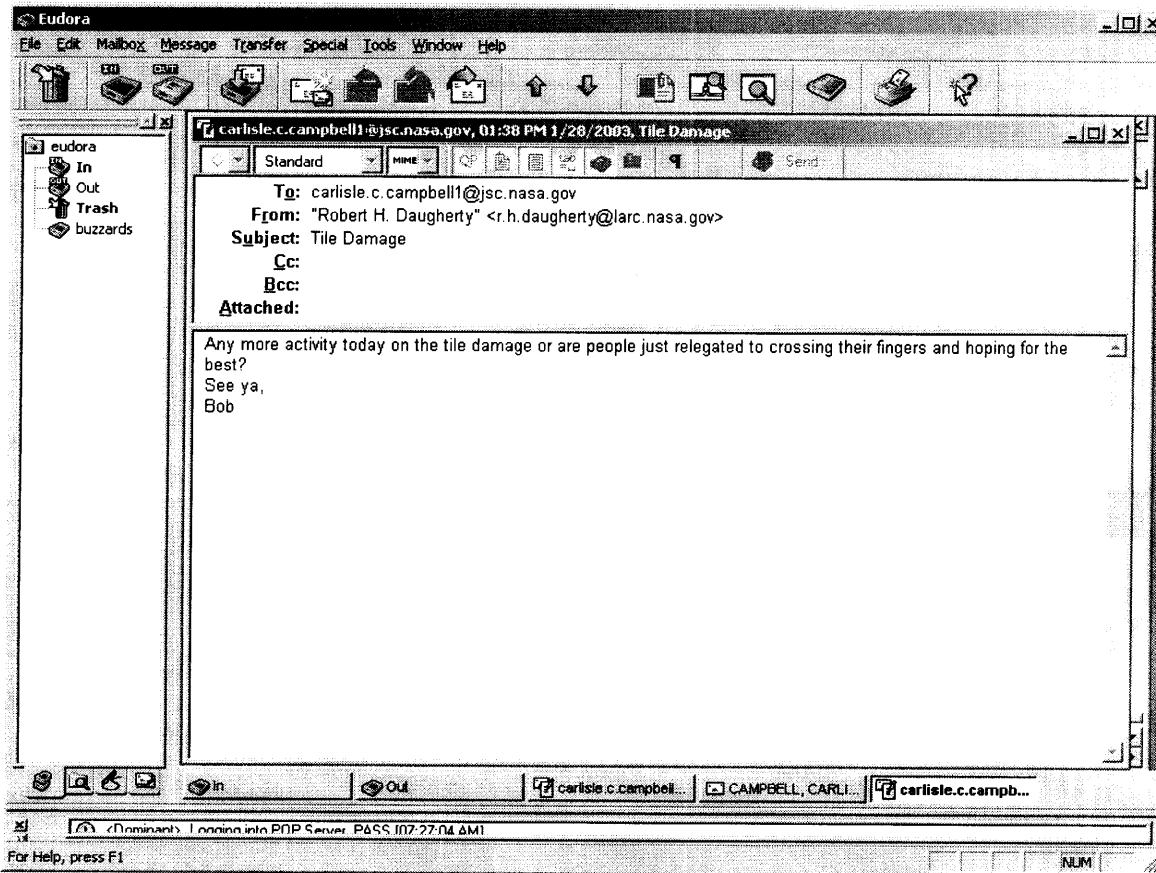 Eudora
File Edit Mailbox Message Transfer Special Tools Window Help
eudora
In
Out
Trash
buzzards
carlisle.c.campbell1@jsc.nasa.gov, 01:38 PM 1/28/2003, Tile Damage
Standard MIME QP Send
To: carlisle.c.campbell1@jsc.nasa.gov
From: "Robert H. Daugherty" <r.h.daugherty@larc.nasa.gov>
Subject: Tile Damage
Cc:
Bcc:
Attached:
Any more activity today on the tile damage or are people just relegated to crossing their fingers and hoping for the
best?
See ya,
Bob
In Out carlisle.c.campbell... CAMPBELL, CARLI... carlisle.c.campb...
<Dominant> Logging into POP Server, PASS [07:27:04 AM]
For Help, press F1
NUM